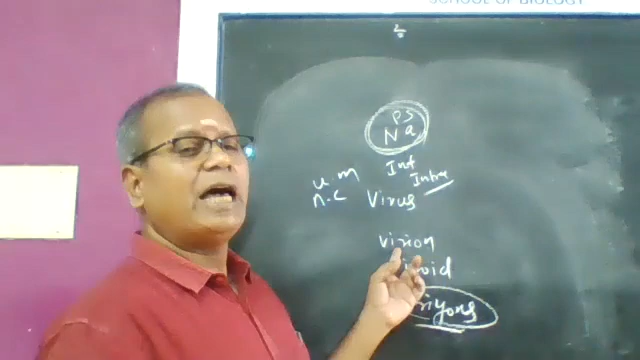 SCHOOL OF BIOLOGY
PS
Na
Int
u.m Intra
n.c Virus
Virion
oid
riyons